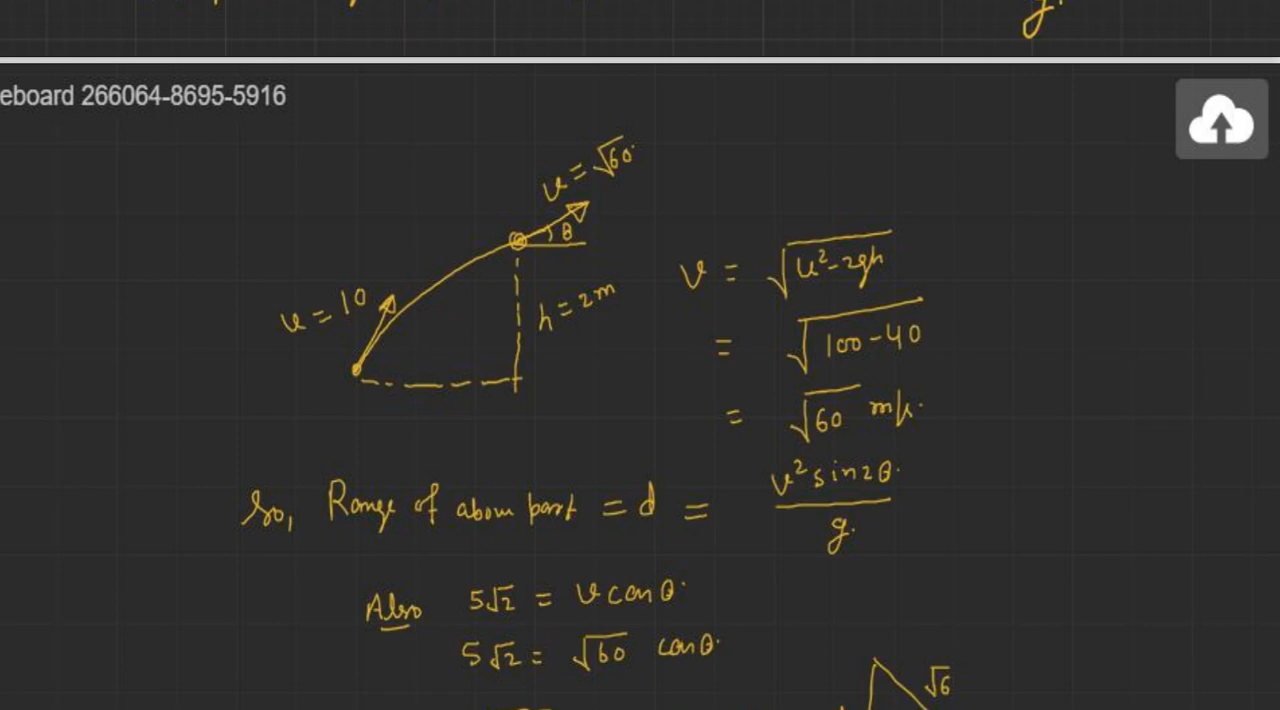 g.
eboard 266064-8695-5916
v = √60
θ
u = 10
h = 2m
v = √u²-2gh
= √100-40
= √60 m/s.
So, Range of above part = d = v² sin2θ. / g.
Also 5√2 = v cosθ.
5√2 = √60 cosθ.
√6